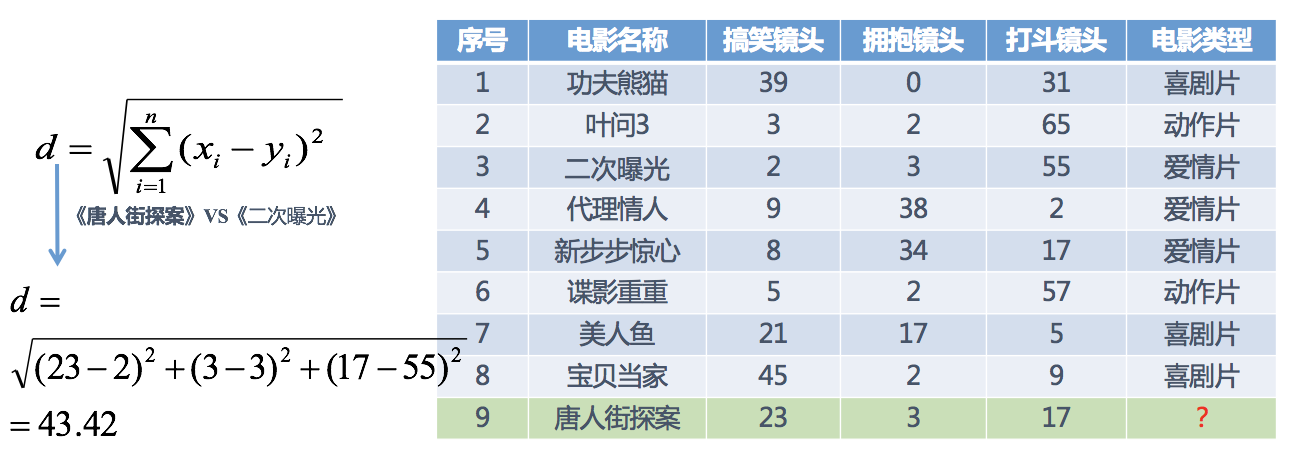 d = √(∑_{i=1}^{n} (x_i − y_i)²)
《唐人街探案》VS《二次曝光》
d =
√((23−2)²+(3−3)²+(17−55)²)
= 43.42
序号 电影名称 搞笑镜头 拥抱镜头 打斗镜头 电影类型
1 功夫熊猫 39 0 31 喜剧片
2 叶问3 3 2 65 动作片
3 二次曝光 2 3 55 爱情片
4 代理情人 9 38 2 爱情片
5 新步步惊心 8 34 17 爱情片
6 谍影重重 5 2 57 动作片
7 美人鱼 21 17 5 喜剧片
8 宝贝当家 45 2 9 喜剧片
9 唐人街探案 23 3 17 ?